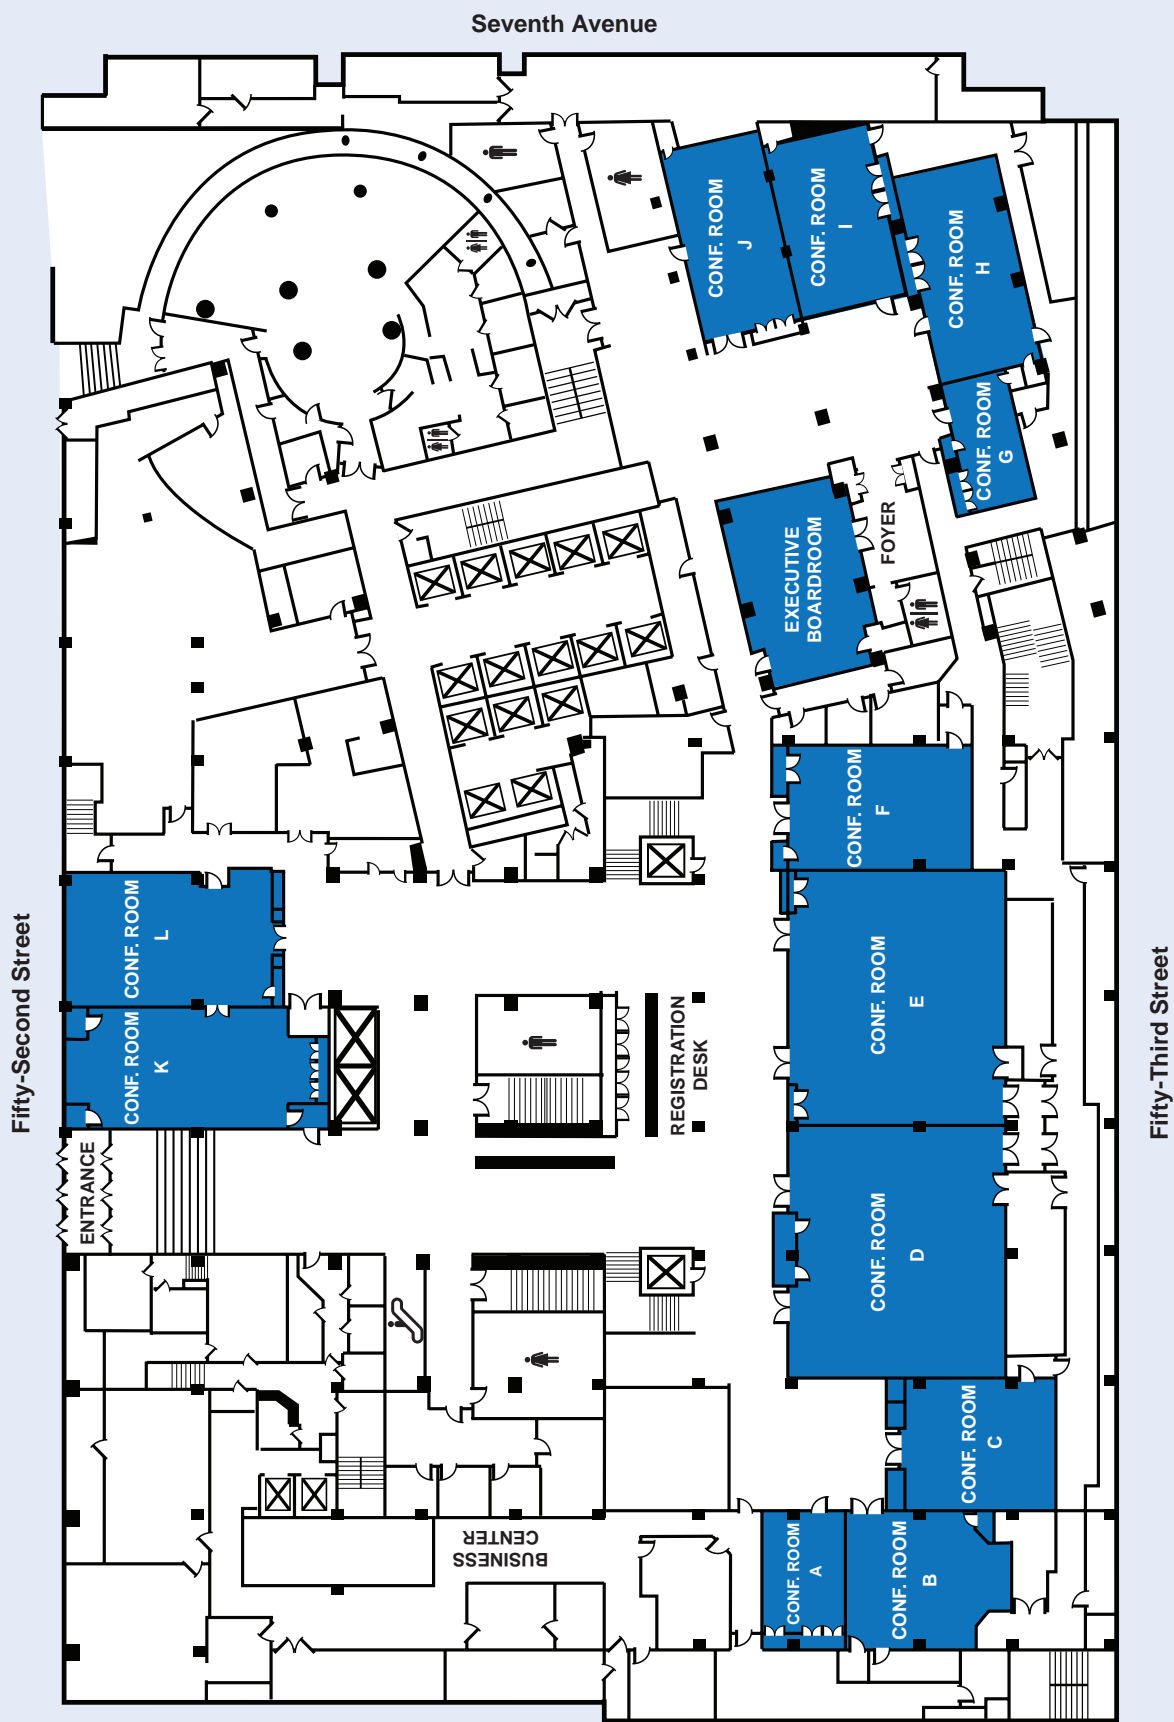 Seventh Avenue
CONF. ROOM
J
CONF. ROOM
I
CONF. ROOM
H
CONF. ROOM
G
EXECUTIVE
BOARDROOM
FOYER
CONF. ROOM
F
CONF. ROOM
L
CONF. ROOM
E
Fifty-Second Street
Fifty-Third Street
CONF. ROOM
K
REGISTRATION
DESK
ENTRANCE
CONF. ROOM
D
CONF. ROOM
C
BUSINESS
CENTER
CONF. ROOM
A
CONF. ROOM
B